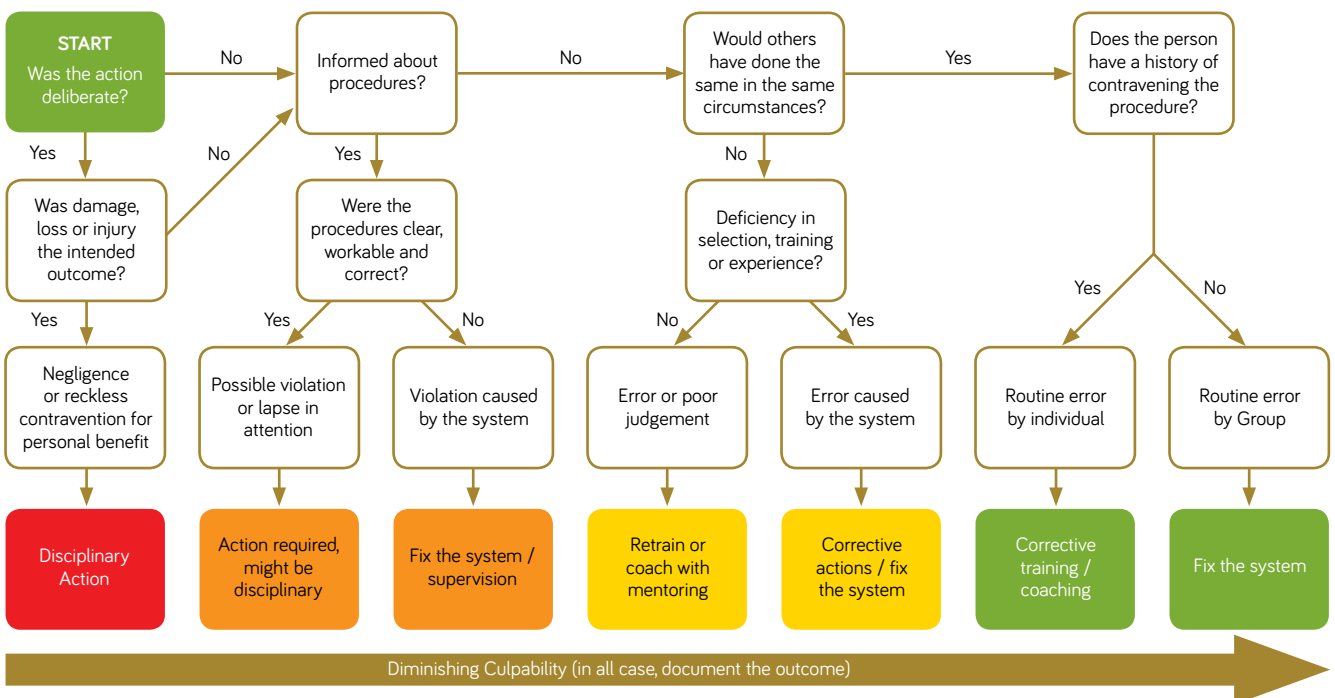 START
Was the action
deliberate?
No
Informed about
procedures?
No
Would others
have done the
same in the same
circumstances?
Yes
Does the person
have a history of
contravening the
procedure?
Yes
No
Yes
No
Was damage,
loss or injury
the intended
outcome?
Were the
procedures clear,
workable and
correct?
Deficiency in
selection, training
or experience?
Yes
No
Yes
Yes
No
No
Yes
Negligence
or reckless
contravention for
personal benefit
Possible violation
or lapse in
attention
Violation caused
by the system
Error or poor
judgement
Error caused
by the system
Routine error
by individual
Routine error
by Group
Disciplinary
Action
Action required,
might be
disciplinary
Fix the system /
supervision
Retrain or
coach with
mentoring
Corrective
actions / fix
the system
Corrective
training /
coaching
Fix the system
Diminishing Culpability (in all case, document the outcome)